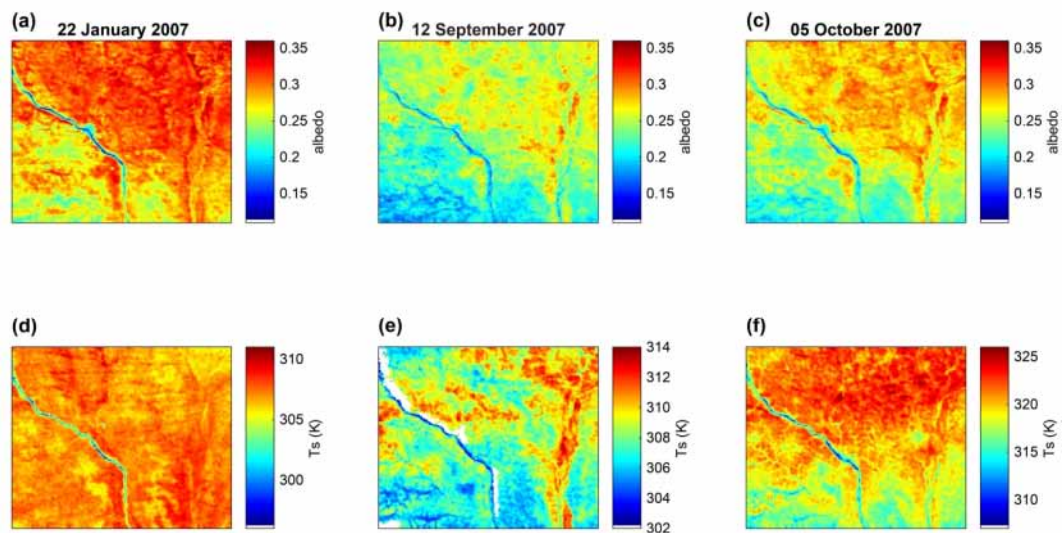 (a)
(b)
(c)
22 January 2007
12 September 2007
05 October 2007
0.35
0.3
0.25
0.2
0.15
albedo
0.35
0.3
0.25
0.2
0.15
albedo
0.35
0.3
0.25
0.2
0.15
albedo
(d)
(e)
(f)
310
305
300
Ts (K)
314
312
310
308
306
304
302
Ts (K)
325
320
315
310
Ts (K)